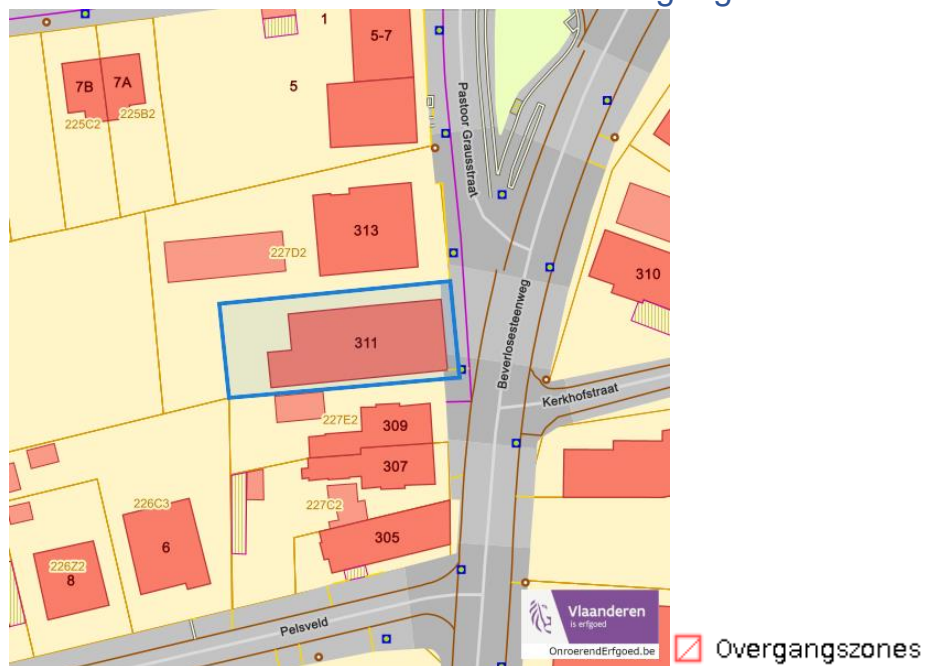 1
5-7
5
7B
7A
225C2
225B2
Pastoor Grausstraat
313
227D2
310
311
Beverlosesteenweg
Kerkhofstraat
227E2
309
307
226C3
227C2
305
6
226Z2
8
Pelsveld
Vlaanderen
is erfgoed
OnroerendErfgoed.be
Overgangszones